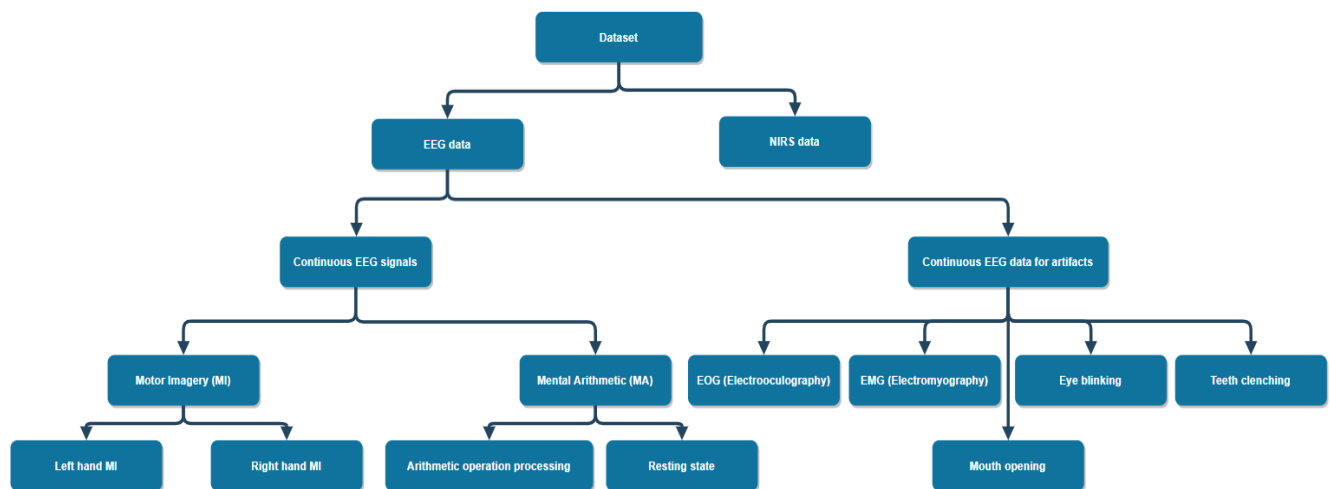 Dataset
EEG data
NIRS data
Continuous EEG signals
Continuous EEG data for artifacts
Motor Imagery (MI)
Mental Arithmetic (MA)
EOG (Electrooculography)
EMG (Electromyography)
Eye blinking
Teeth clenching
Left hand MI
Right hand MI
Arithmetic operation processing
Resting state
Mouth opening